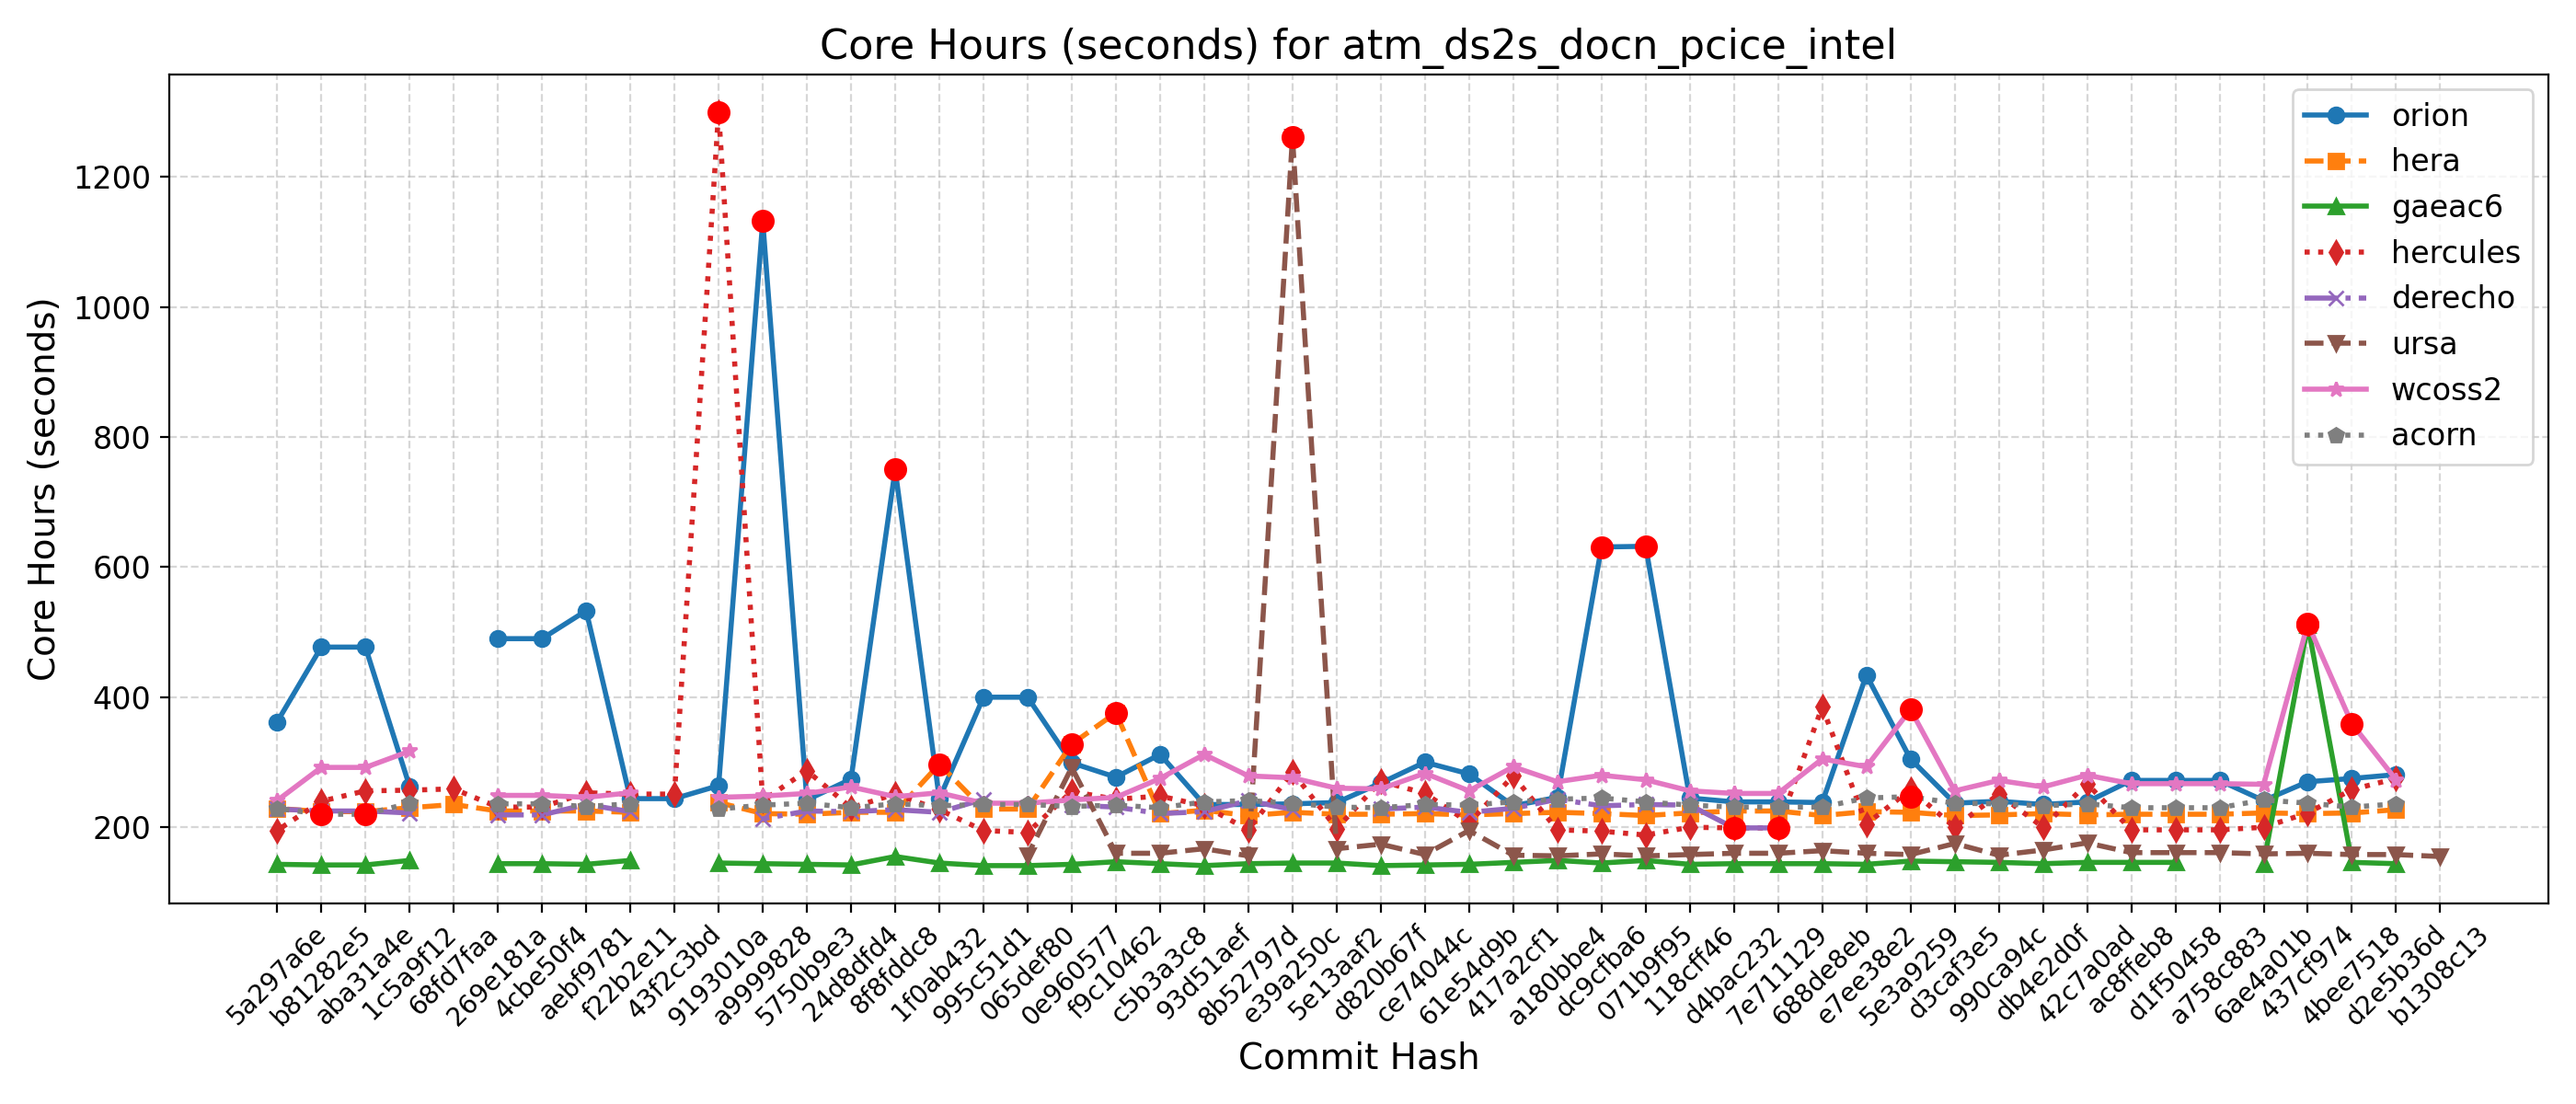 Core Hours (seconds) for atm_ds2s_docn_pcice_intel
Core Hours (seconds)
1200
1000
800
600
400
200
orion
hera
gaeac6
hercules
derecho
ursa
wcoss2
acorn
5a297a6e
b81282e5
aba31a4e
1c5a9f12
68fd7faa
269e181a
4cbe50f4
aebf9781
f22b2e11
43f2c3bd
9193010a
a9999828
5750b9e3
24d8dfd4
8f8fddc8
1f0ab432
995c51d1
065def80
0e960577
f9c10462
c5b3a3c8
93d51aef
8b52797d
e39a250c
5e13aaf2
d820b67f
ce74044c
61e54d9b
417a2cf1
a180bbe4
dc9cfba6
071b9f95
118cff46
d4bac232
7e711129
688de8eb
e7ee38e2
5e3a9259
d3caf3e5
990ca94c
db4e2d0f
42c7a0ad
ac8ffeb8
d1f50458
a758c883
6ae4a01b
437cf974
4bee7518
d2e5b36d
b1308c13
Commit Hash